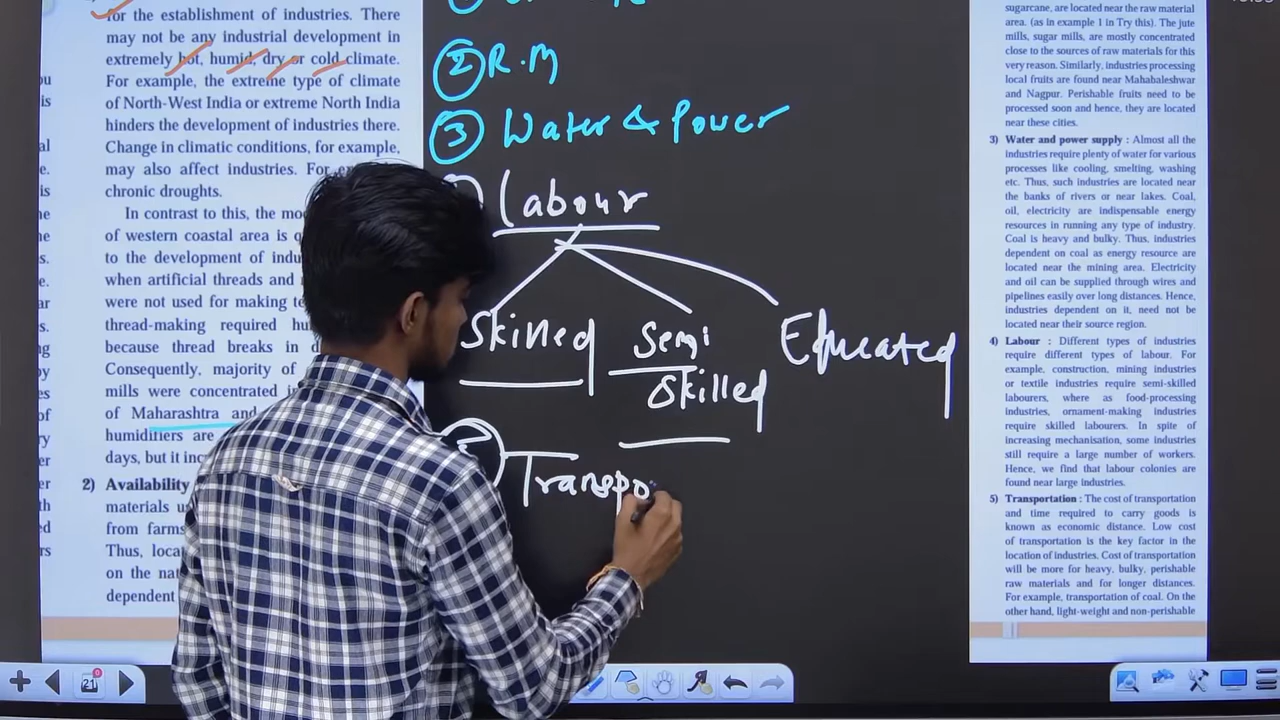 for the establishment of industries. There
may not be any industrial development in
extremely hot, humid, dry or cold climate.
For example, the extreme type of climate
of North-West India or extreme North India
hinders the development of industries there.
Change in climatic conditions, for example,
may also affect industries. For
chronic droughts.
In contrast to this, the
of western coastal area is
to the development of
when artificial threads and
were not used for making
thread-making required
because thread breaks in
Consequently, majority of
mills were concentrated
of Maharashtra and
humidifiers are
days, but it
2) Availability
materials
from farms
Thus,
on the
dependent
② R.M
③ Water & Power
Labour
Skilled
Semi
Skilled
Educated
Transpo
sugarcane, are located near the raw material
area. (as in example 1 in Try this). The jute
mills, sugar mills, are mostly concentrated
close to the sources of raw materials for this
very reason. Similarly, industries processing
local fruits are found near Mahabaleshwar
and Nagpur. Perishable fruits need to be
processed soon and hence, they are located
near these cities.
3) Water and power supply : Almost all the
industries require plenty of water for various
processes like cooling, smelting, washing
etc. Thus, such industries are located near
the banks of rivers or near lakes. Coal,
oil, electricity are indispensable energy
resources in running any type of industry.
Coal is heavy and bulky. Thus, industries
dependent on coal as energy resource are
located near the mining area. Electricity
and oil can be supplied through wires and
pipelines easily over long distances. Hence,
industries dependent on it, need not be
located near their source region.
4) Labour : Different types of industries
require different types of labour. For
example, construction, mining industries
or textile industries require semi-skilled
labourers, where as food-processing
industries, ornament-making industries
require skilled labourers. In spite of
increasing mechanisation, some industries
still require a large number of workers.
Hence, we find that labour colonies are
found near large industries.
5) Transportation : The cost of transportation
and time required to carry goods is
known as economic distance. Low cost
of transportation is the key factor in the
location of industries. Cost of transportation
will be more for heavy, bulky, perishable
raw materials and for longer distances.
For example, transportation of coal. On the
other hand, light-weight and non-perishable
21